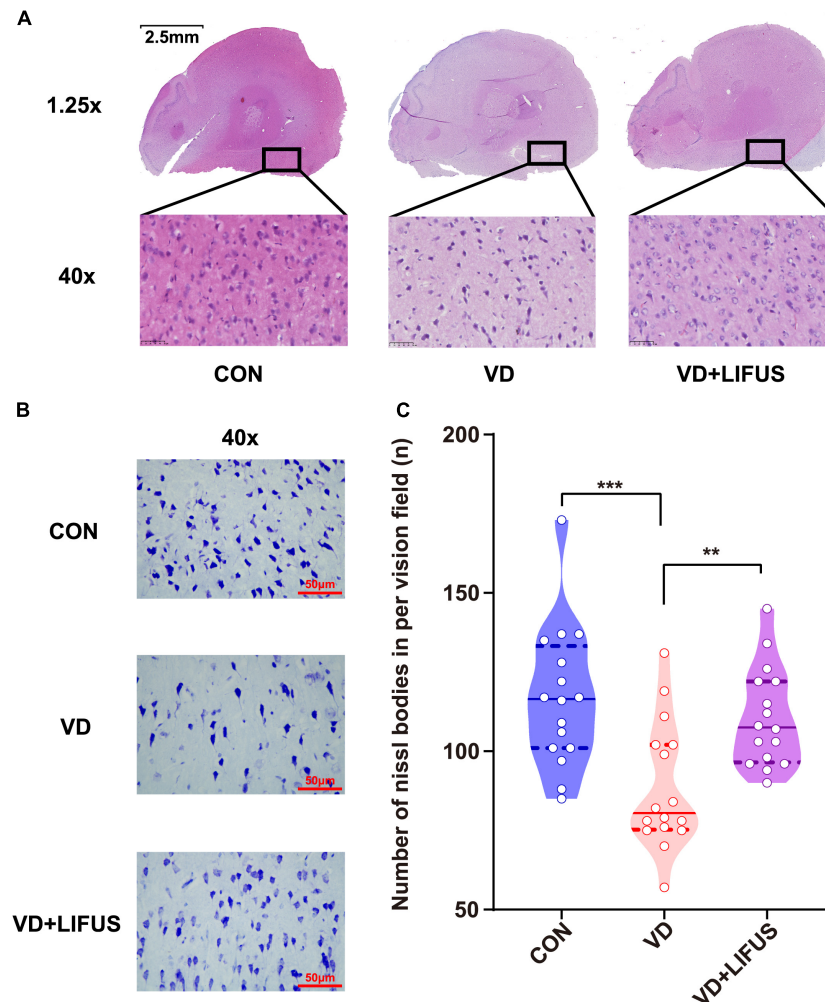 A
2.5mm
1.25x
40x
CON
VD
VD+LIFUS
B
40x
CON
50μm
VD
50μm
VD+LIFUS
50μm
C
Number of nissl bodies in per vision field (n)
200
150
100
50
***
**
CON
VD
VD+LIFUS